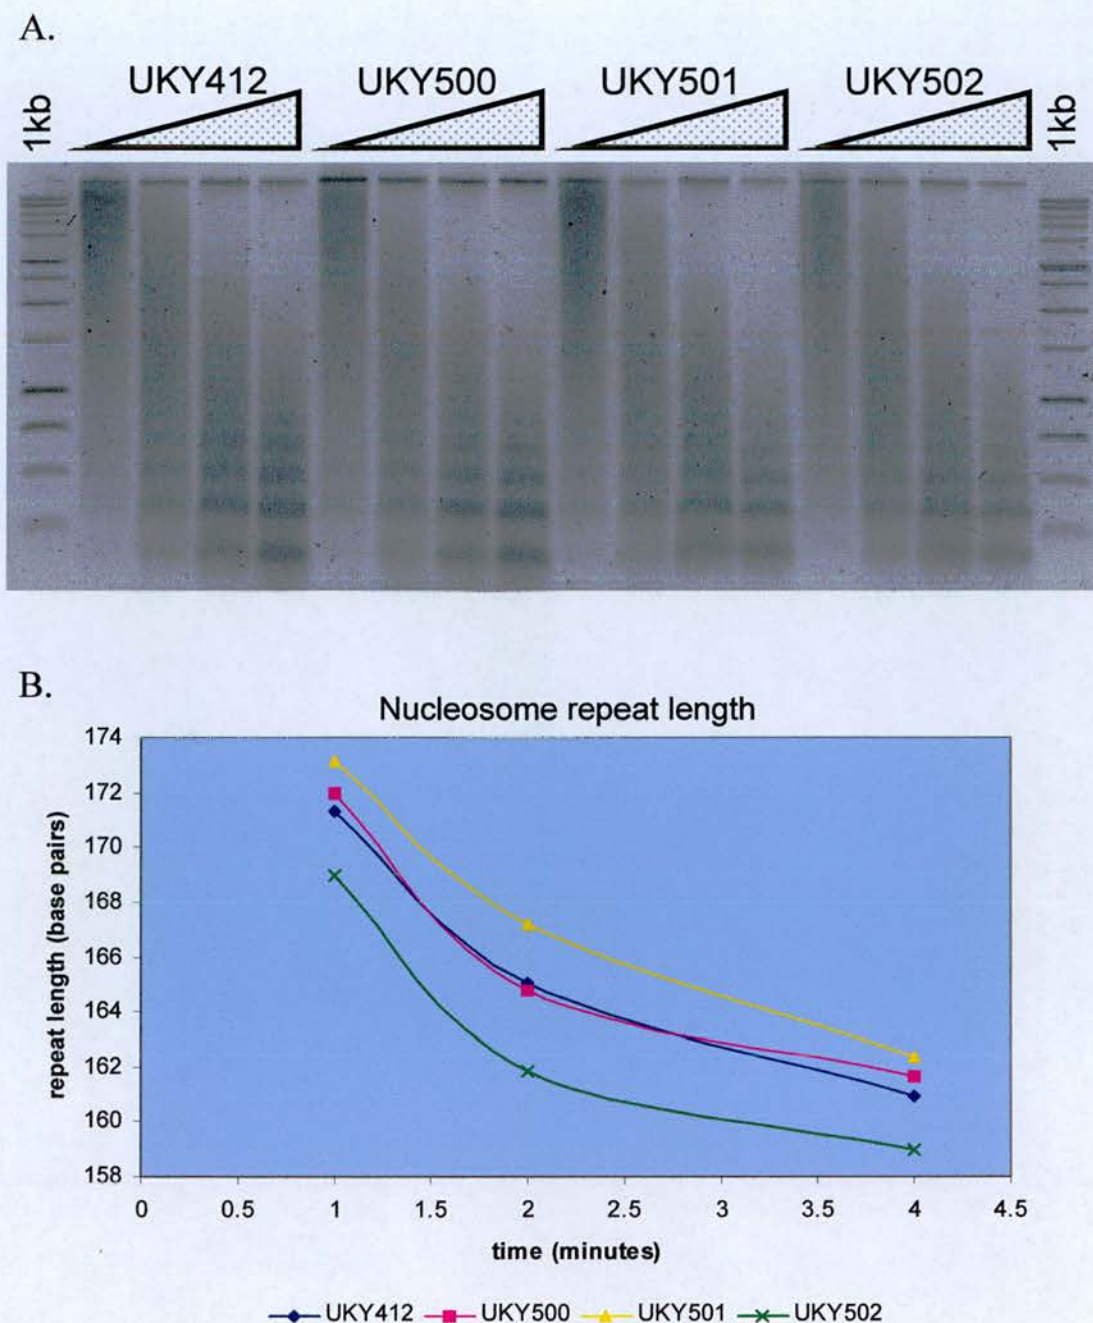 A.
1kb UKY412 UKY500 UKY501 UKY502 1kb
B.
Nucleosome repeat length
repeat length (base pairs)
174
172
170
168
166
164
162
160
158
0 0.5 1 1.5 2 2.5 3 3.5 4 4.5
time (minutes)
UKY412 UKY500 UKY501 UKY502